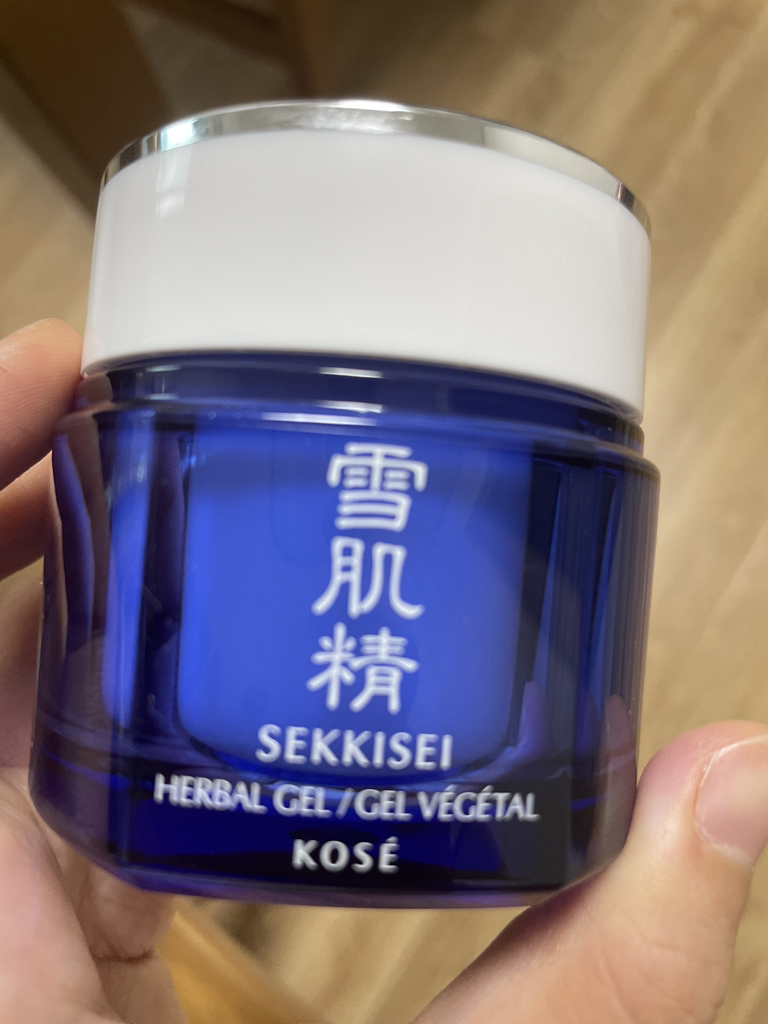 雪肌精
SEKKISEI
HERBAL GEL / GEL VÉGÉTAL
KOSÉ